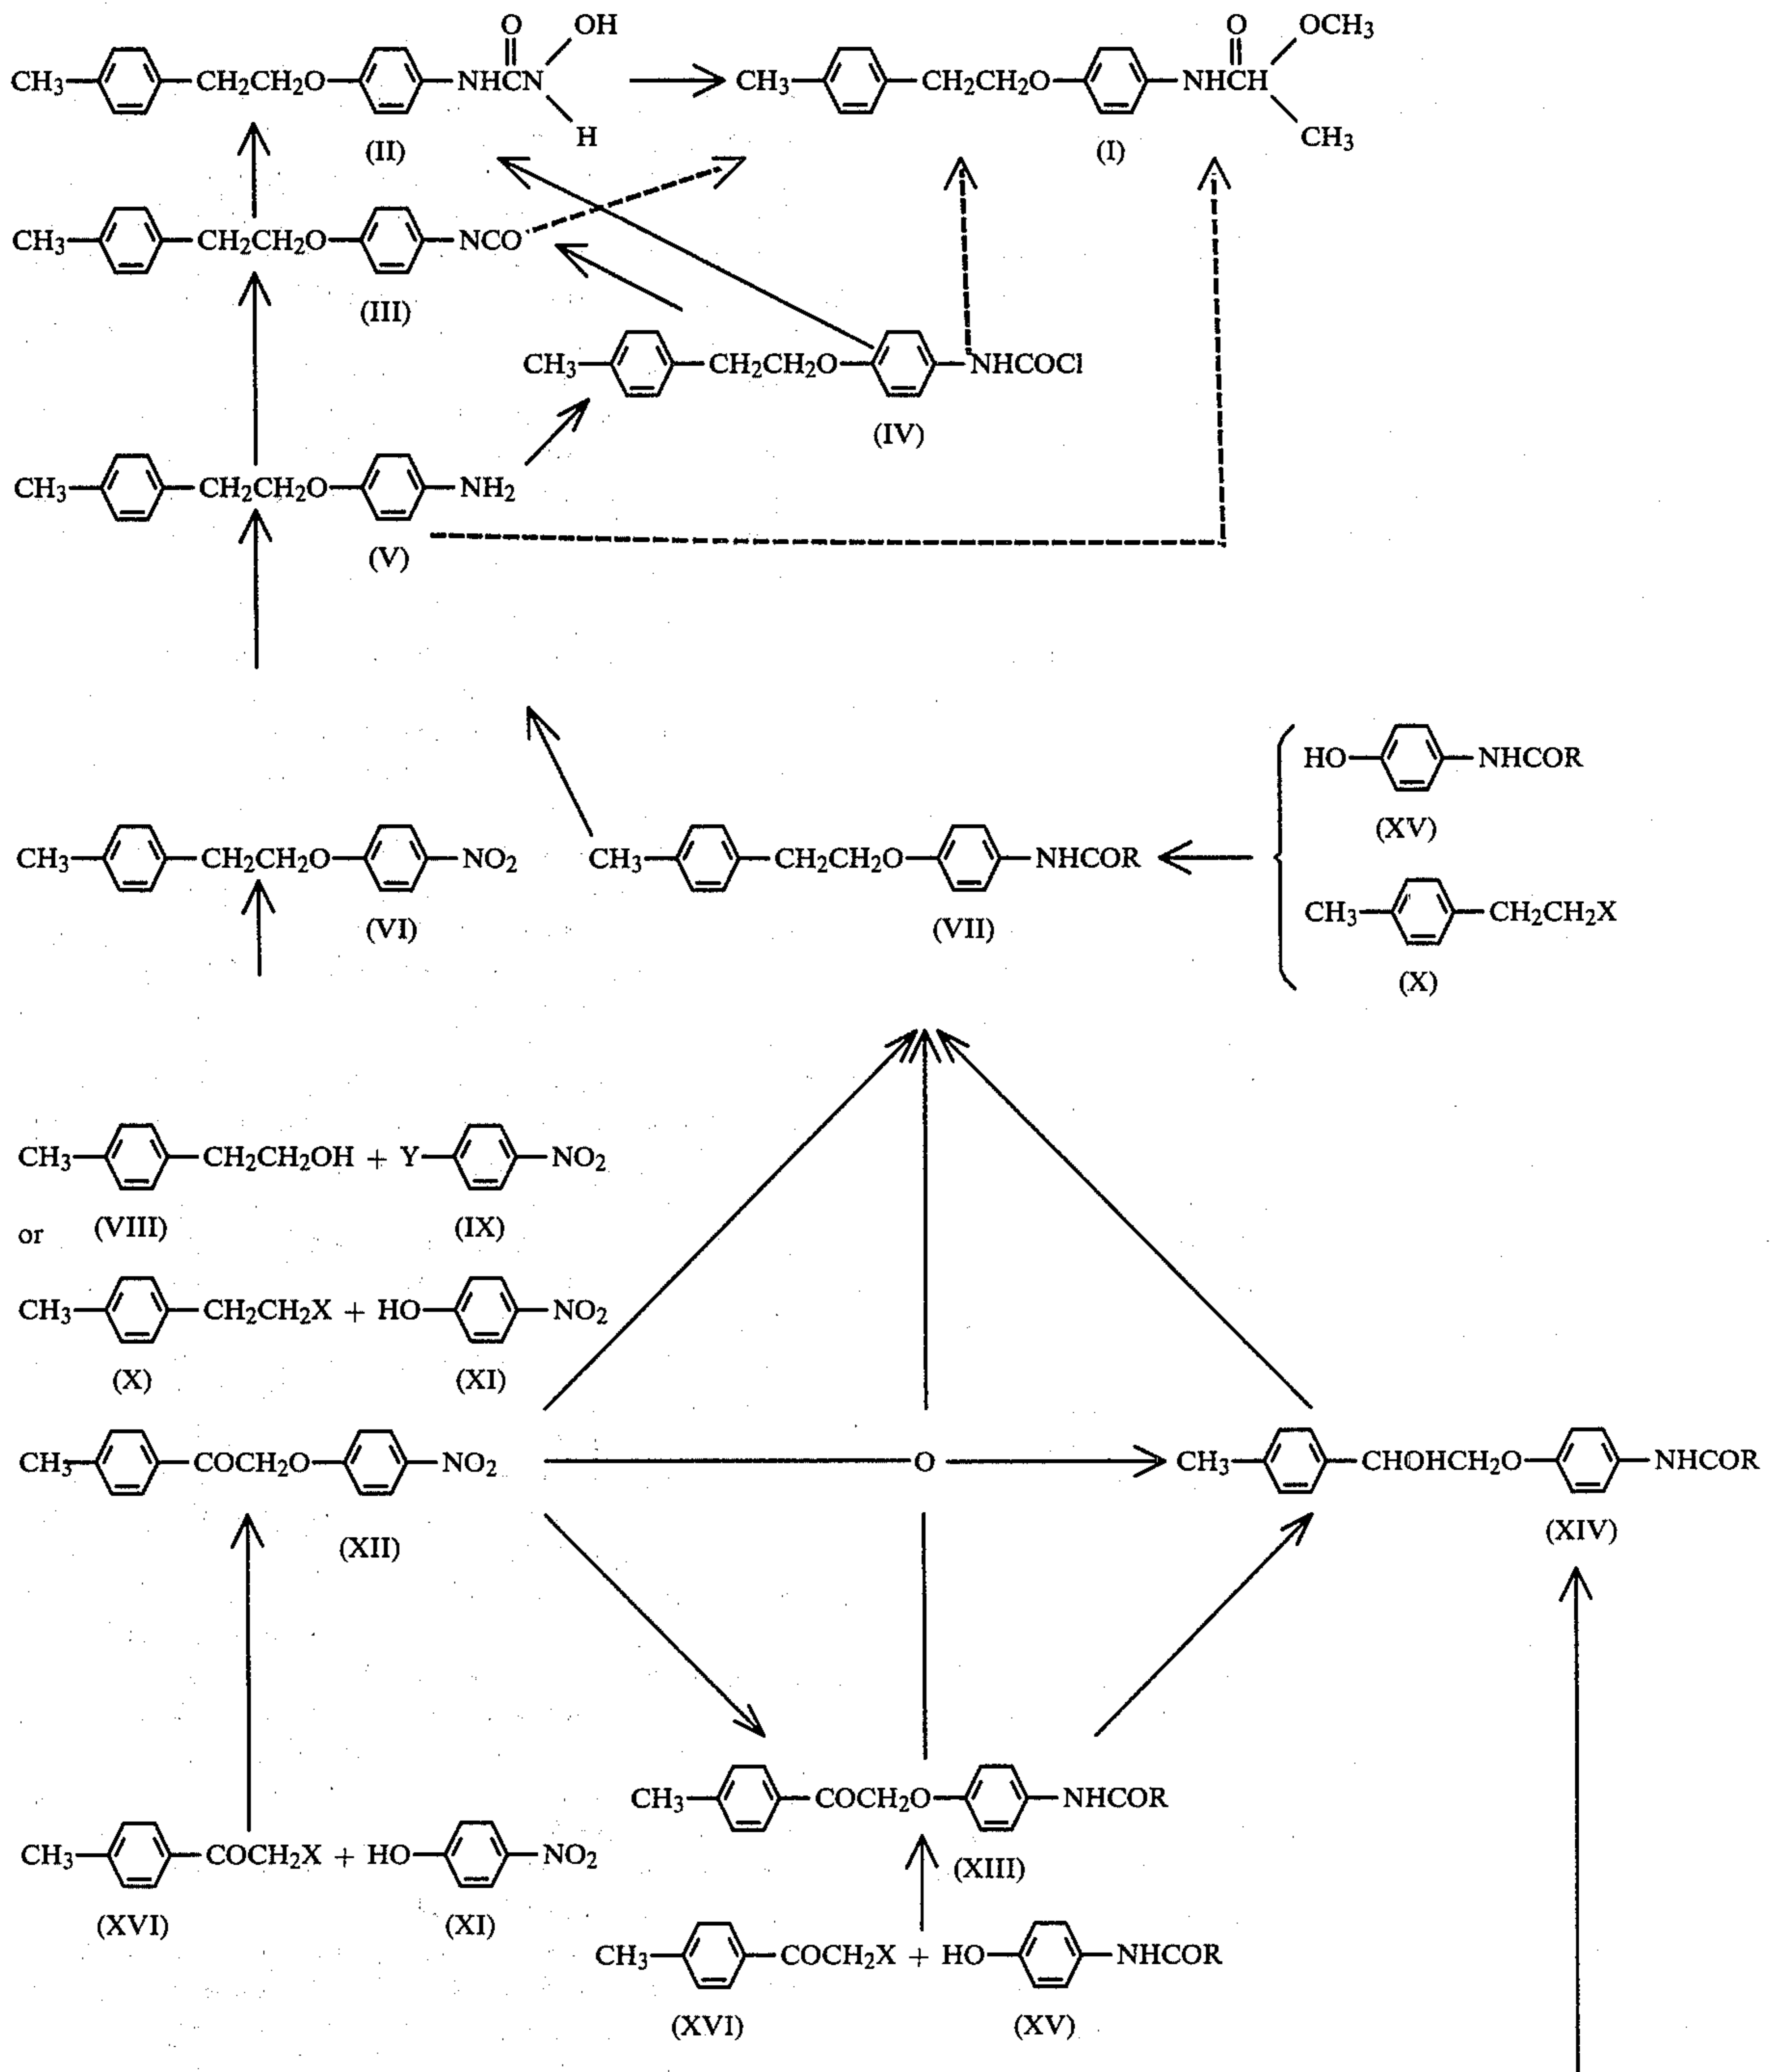 O OH O OCH3
CH3 CH2CH2O NHCN CH3 CH2CH2O NHCH
H CH3
(II) (I)
CH3 CH2CH2O NCO
(III)
CH3 CH2CH2O NHCOCl
(IV)
CH3 CH2CH2O NH2
(V)
HO NHCOR
(XV)
CH3 CH2CH2O NO2 CH3 CH2CH2O NHCOR
(VI) (VII)
CH3 CH2CH2X
(X)
CH3 CH2CH2OH + Y NO2
or (VIII) (IX)
CH3 CH2CH2X + HO NO2
(X) (XI)
CH3 COCH2O NO2 O CH3 CHOHCH2O NHCOR
(XII) (XIV)
CH3 COCH2O NHCOR
(XIII)
CH3 COCH2X + HO NO2
(XVI) (XI)
CH3 COCH2X + HO NHCOR
(XVI) (XV)